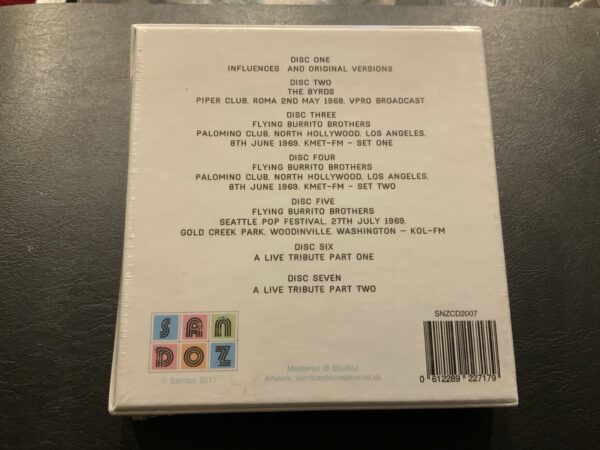 DISC ONE
INFLUENCES AND ORIGINAL VERSIONS
DISC TWO
THE BYRDS
PIPER CLUB, ROMA 2ND MAY 1968, VPRO BROADCAST
DISC THREE
FLYING BURRITO BROTHERS
PALOMINO CLUB, NORTH HOLLYWOOD, LOS ANGELES,
8TH JUNE 1969, KMET-FM - SET ONE
DISC FOUR
FLYING BURRITO BROTHERS
PALOMINO CLUB, NORTH HOLLYWOOD, LOS ANGELES,
8TH JUNE 1969, KMET-FM - SET TWO
DISC FIVE
FLYING BURRITO BROTHERS
SEATTLE POP FESTIVAL, 27TH JULY 1969,
GOLD CREEK PARK, WOODINVILLE, WASHINGTON - KOL-FM
DISC SIX
A LIVE TRIBUTE PART ONE
DISC SEVEN
A LIVE TRIBUTE PART TWO
SAN
DOZ
© Sandoz 2017
Mastered @ StudioJ
Artwork: sandcastlecreative.co.uk
SNZCD2007
0 612289 227179